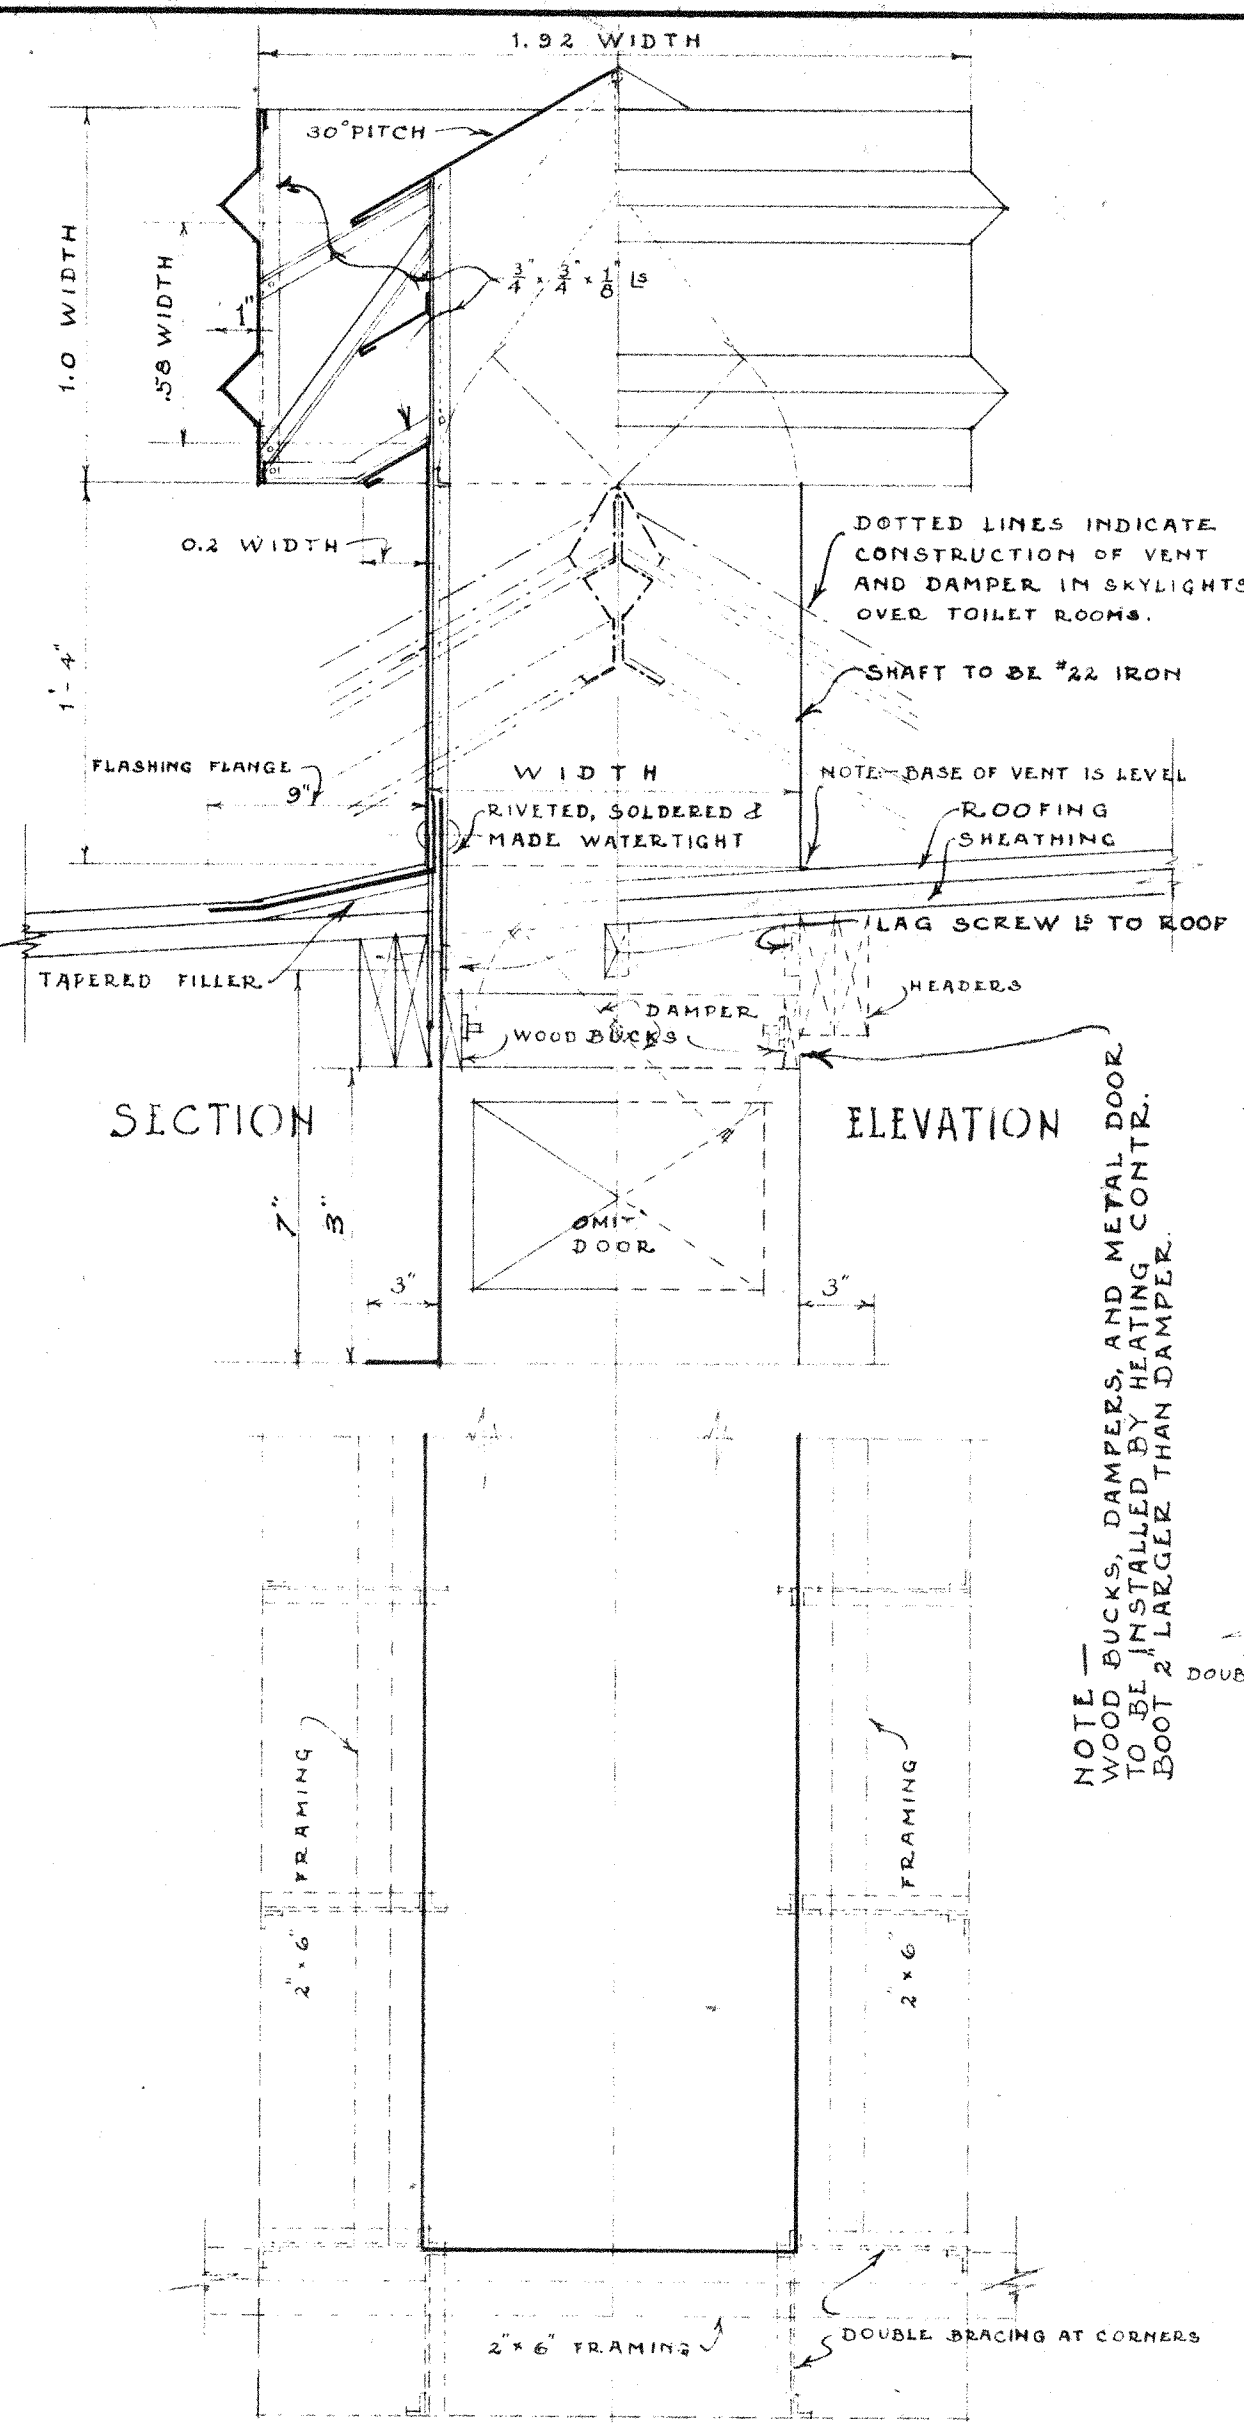 1.92 WIDTH
30° PITCH
1.0 WIDTH
.58 WIDTH
1"
3/4" × 3/4" × 1/8" Ls
0.2 WIDTH
DOTTED LINES INDICATE
CONSTRUCTION OF VENT
AND DAMPER IN SKYLIGHTS
OVER TOILET ROOMS.
1'-4"
SHAFT TO BE #22 IRON
FLASHING FLANGE
9"
WIDTH
NOTE-BASE OF VENT IS LEVEL
RIVETED, SOLDERED &
MADE WATERTIGHT
ROOFING
SHEATHING
LAG SCREW Ls TO ROOF
TAPERED FILLER
HEADERS
DAMPER
WOOD BUCKS
SECTION
ELEVATION
7"
3"
OMIT
DOOR
3"
3"
NOTE —
WOOD BUCKS, DAMPERS, AND METAL DOOR
TO BE INSTALLED BY HEATING CONTR.
BOOT 2" LARGER THAN DAMPER.
DOUB
2" × 6" FRAMING
2" × 6" FRAMING
2" × 6" FRAMING
DOUBLE BRACING AT CORNERS